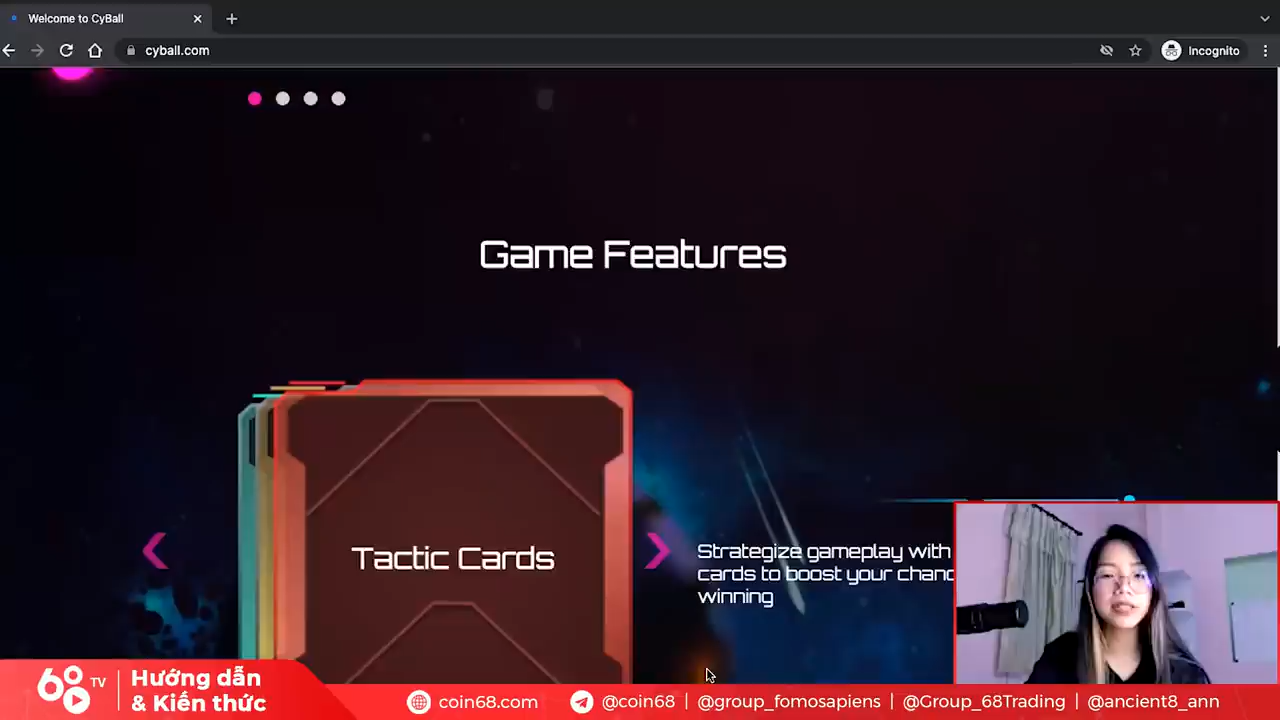 Welcome to CyBall
cyball.com
Incognito
Game Features
Tactic Cards
Strategize gameplay with
cards to boost your chanc
winning
68 TV
Hướng dẫn
& Kiến thức
coin68.com
@coin68 | @group_fomosapiens | @Group_68Trading | @ancient8_ann